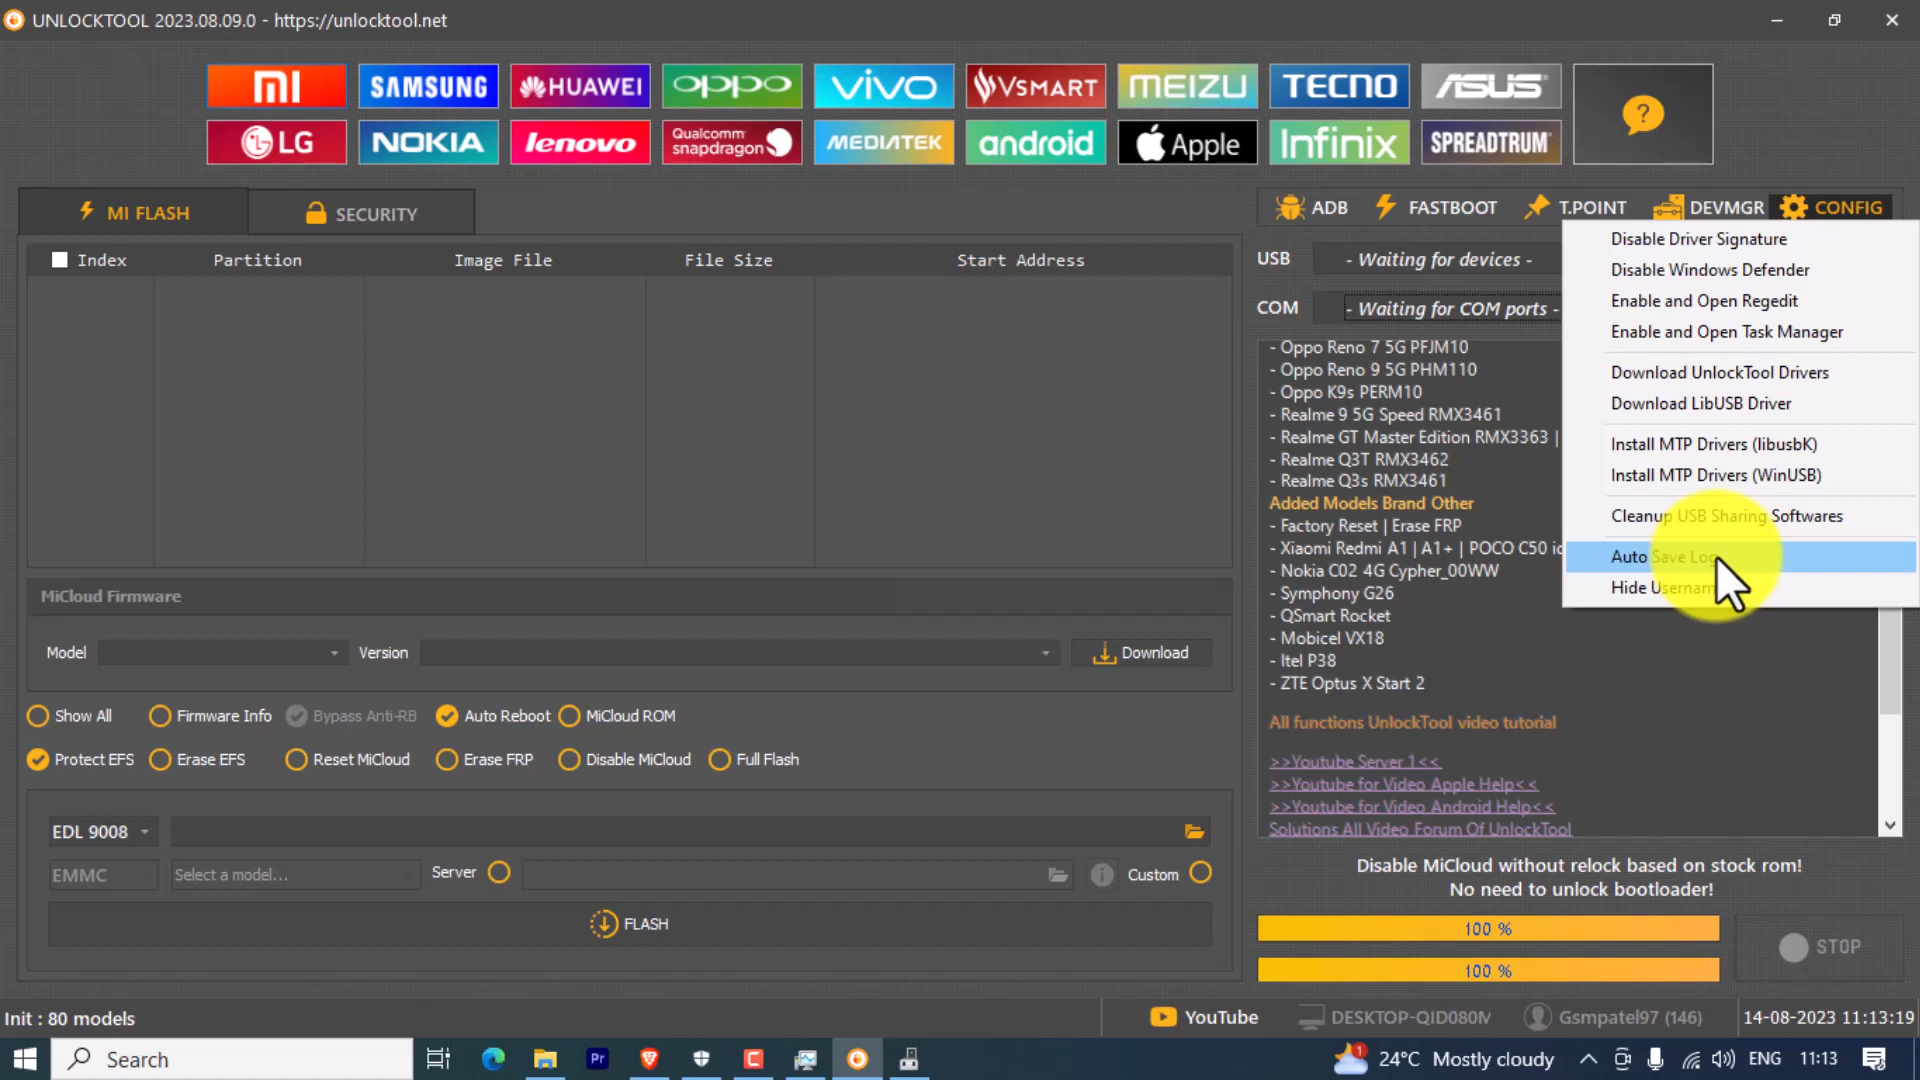 UNLOCKTOOL 2023.08.09.0 - https://unlocktool.net
MI SAMSUNG HUAWEI OPPO VIVO VSMART MEIZU TECNO ASUS ?
LG NOKIA lenovo Qualcomm snapdragon MEDIATEK android Apple Infinix SPREADTRUM
MI FLASH SECURITY
ADB FASTBOOT T.POINT DEVMGR CONFIG
Index Partition Image File File Size Start Address
USB - Waiting for devices -
COM - Waiting for COM ports -
Disable Driver Signature
Disable Windows Defender
Enable and Open Regedit
Enable and Open Task Manager
Download UnlockTool Drivers
Download LibUSB Driver
Install MTP Drivers (libusbK)
Install MTP Drivers (WinUSB)
Cleanup USB Sharing Softwares
Auto Save Log
Hide Usernam
- Oppo Reno 7 5G PFJM10
- Oppo Reno 9 5G PHM110
- Oppo K9s PERM10
- Realme 9 5G Speed RMX3461
- Realme GT Master Edition RMX3363 |
- Realme Q3T RMX3462
- Realme Q3s RMX3461
Added Models Brand Other
- Factory Reset | Erase FRP
- Xiaomi Redmi A1 | A1+ | POCO C50 ic
- Nokia C02 4G Cypher_00WW
- Symphony G26
- QSmart Rocket
- Mobicel VX18
- Itel P38
- ZTE Optus X Start 2
All functions UnlockTool video tutorial
>>Youtube Server 1<<
>>Youtube for Video Apple Help<<
>>Youtube for Video Android Help<<
Solutions All Video Forum Of UnlockTool
MiCloud Firmware
Model Version Download
Show All Firmware Info Bypass Anti-RB Auto Reboot MiCloud ROM
Protect EFS Erase EFS Reset MiCloud Erase FRP Disable MiCloud Full Flash
EDL 9008
EMMC Select a model... Server Custom
FLASH
Disable MiCloud without relock based on stock rom!
No need to unlock bootloader!
100 %
100 %
STOP
Init : 80 models
YouTube DESKTOP-QID080M Gsmpatel97 (146) 14-08-2023 11:13:19
Search Pr C 1 24°C Mostly cloudy ENG 11:13